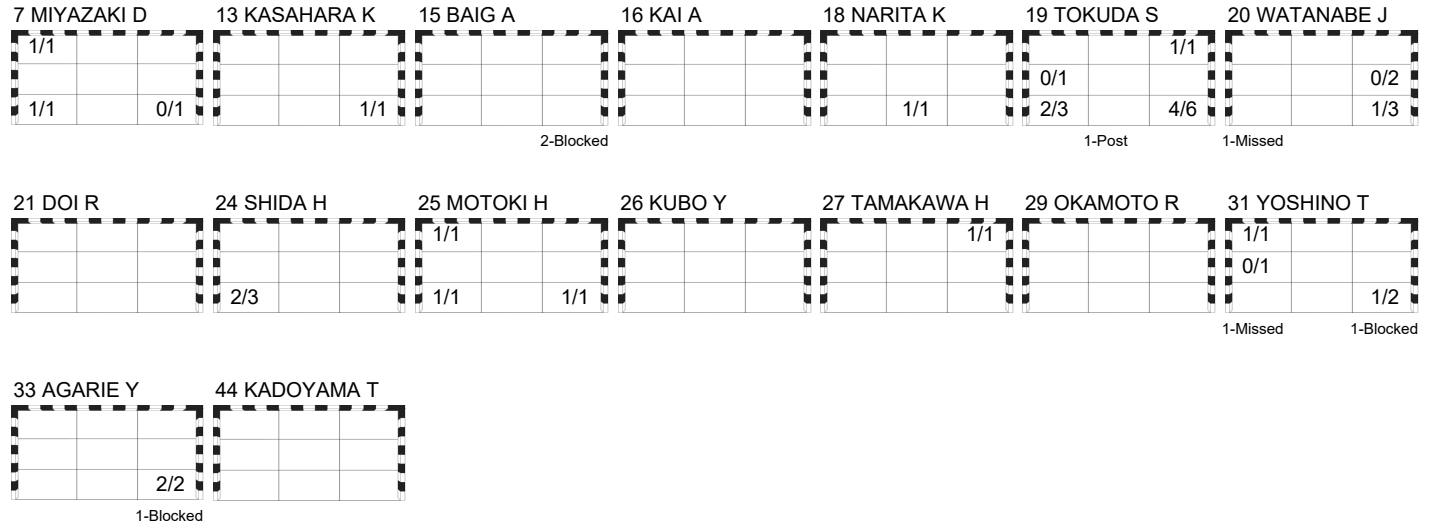 7 MIYAZAKI D 13 KASAHARA K 15 BAIG A 16 KAI A 18 NARITA K 19 TOKUDA S 20 WATANABE J
1/1 1/1
0/1 0/2
1/1 0/1 1/1 1/1 2/3 4/6 1/3
2-Blocked 1-Post 1-Missed
21 DOI R 24 SHIDA H 25 MOTOKI H 26 KUBO Y 27 TAMAKAWA H 29 OKAMOTO R 31 YOSHINO T
1/1 1/1 1/1
0/1
2/3 1/1 1/1 1/2
1-Missed 1-Blocked
33 AGARIE Y 44 KADOYAMA T
2/2
1-Blocked